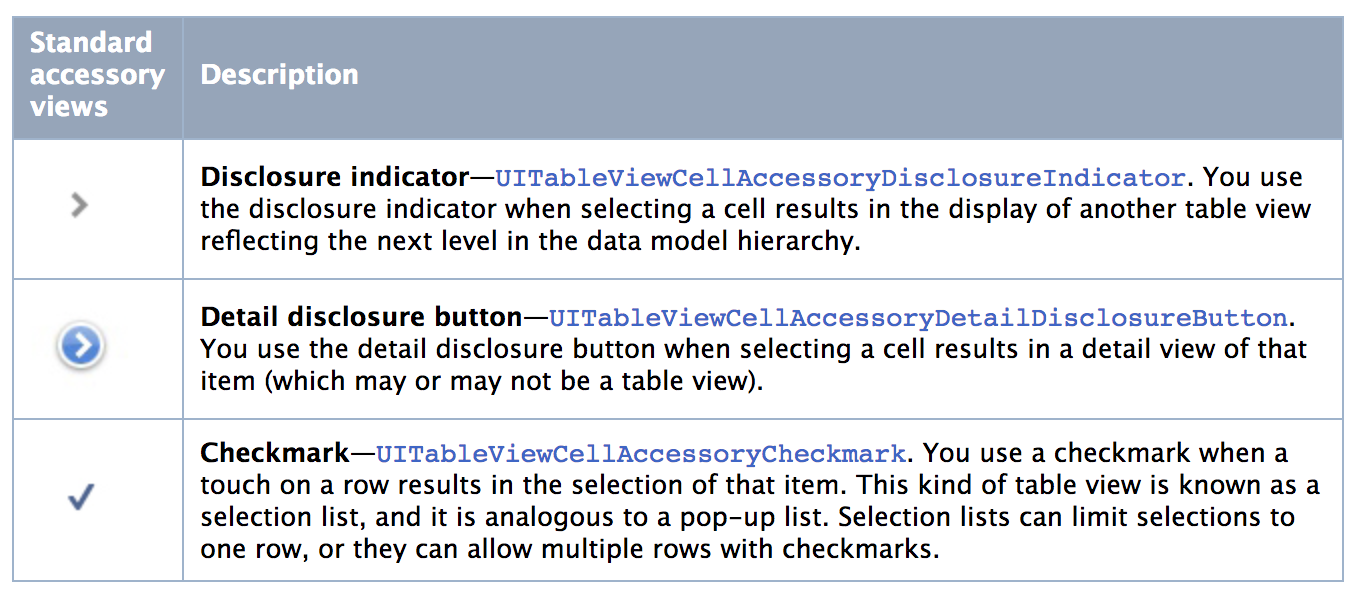 Standard
accessory
views
Description
Disclosure indicator—UITableViewCellAccessoryDisclosureIndicator. You use
the disclosure indicator when selecting a cell results in the display of another table view
reflecting the next level in the data model hierarchy.
Detail disclosure button—UITableViewCellAccessoryDetailDisclosureButton.
You use the detail disclosure button when selecting a cell results in a detail view of that
item (which may or may not be a table view).
Checkmark—UITableViewCellAccessoryCheckmark. You use a checkmark when a
touch on a row results in the selection of that item. This kind of table view is known as a
selection list, and it is analogous to a pop-up list. Selection lists can limit selections to
one row, or they can allow multiple rows with checkmarks.